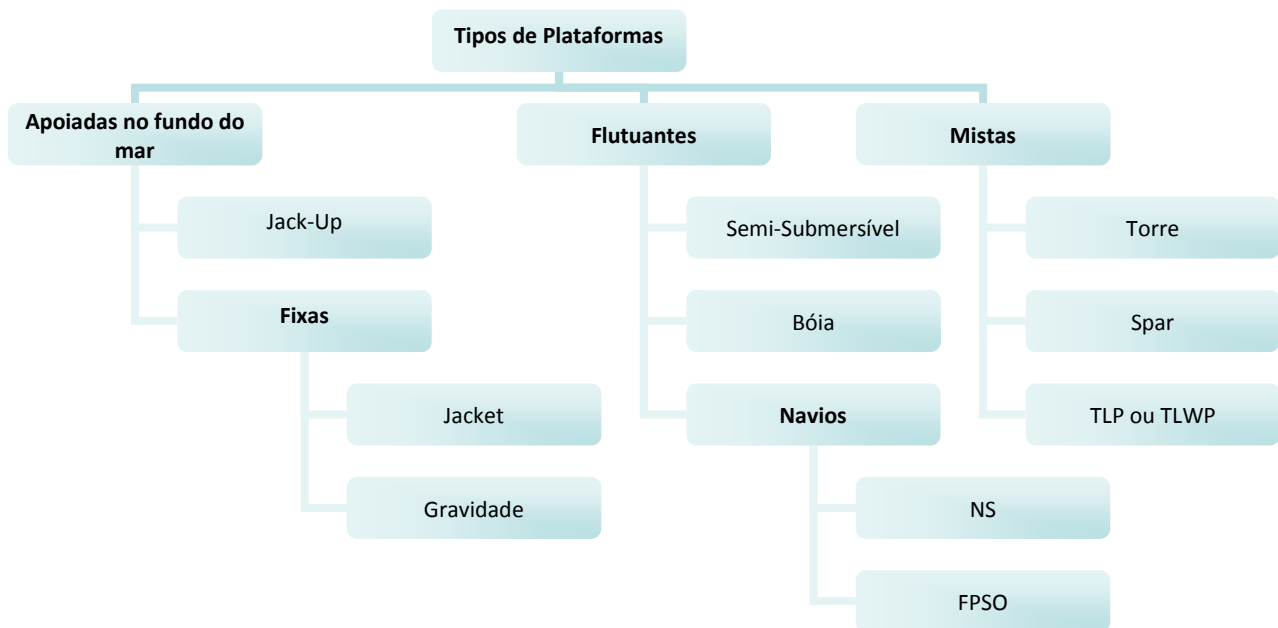 Tipos de Plataformas
Apoiadas no fundo do
mar
Jack-Up
Fixas
Jacket
Gravidade
Flutuantes
Semi-Submersível
Bóia
Navios
NS
FPSO
Mistas
Torre
Spar
TLP ou TLWP